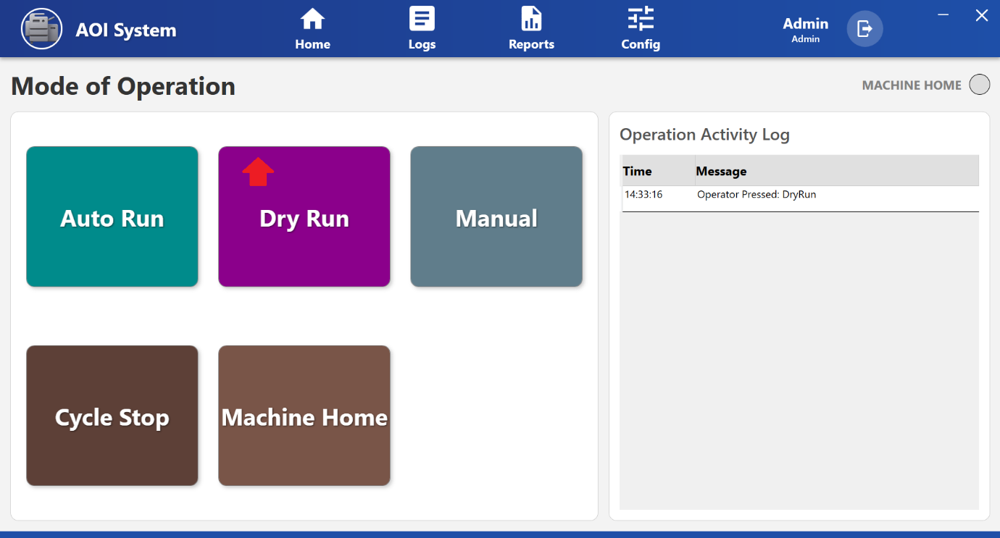 AOI System
Home
Logs
Reports
Config
Admin
Admin
Mode of Operation
MACHINE HOME
Auto Run
Dry Run
Manual
Cycle Stop
Machine Home
Operation Activity Log
Time Message
14:33:16 Operator Pressed: DryRun